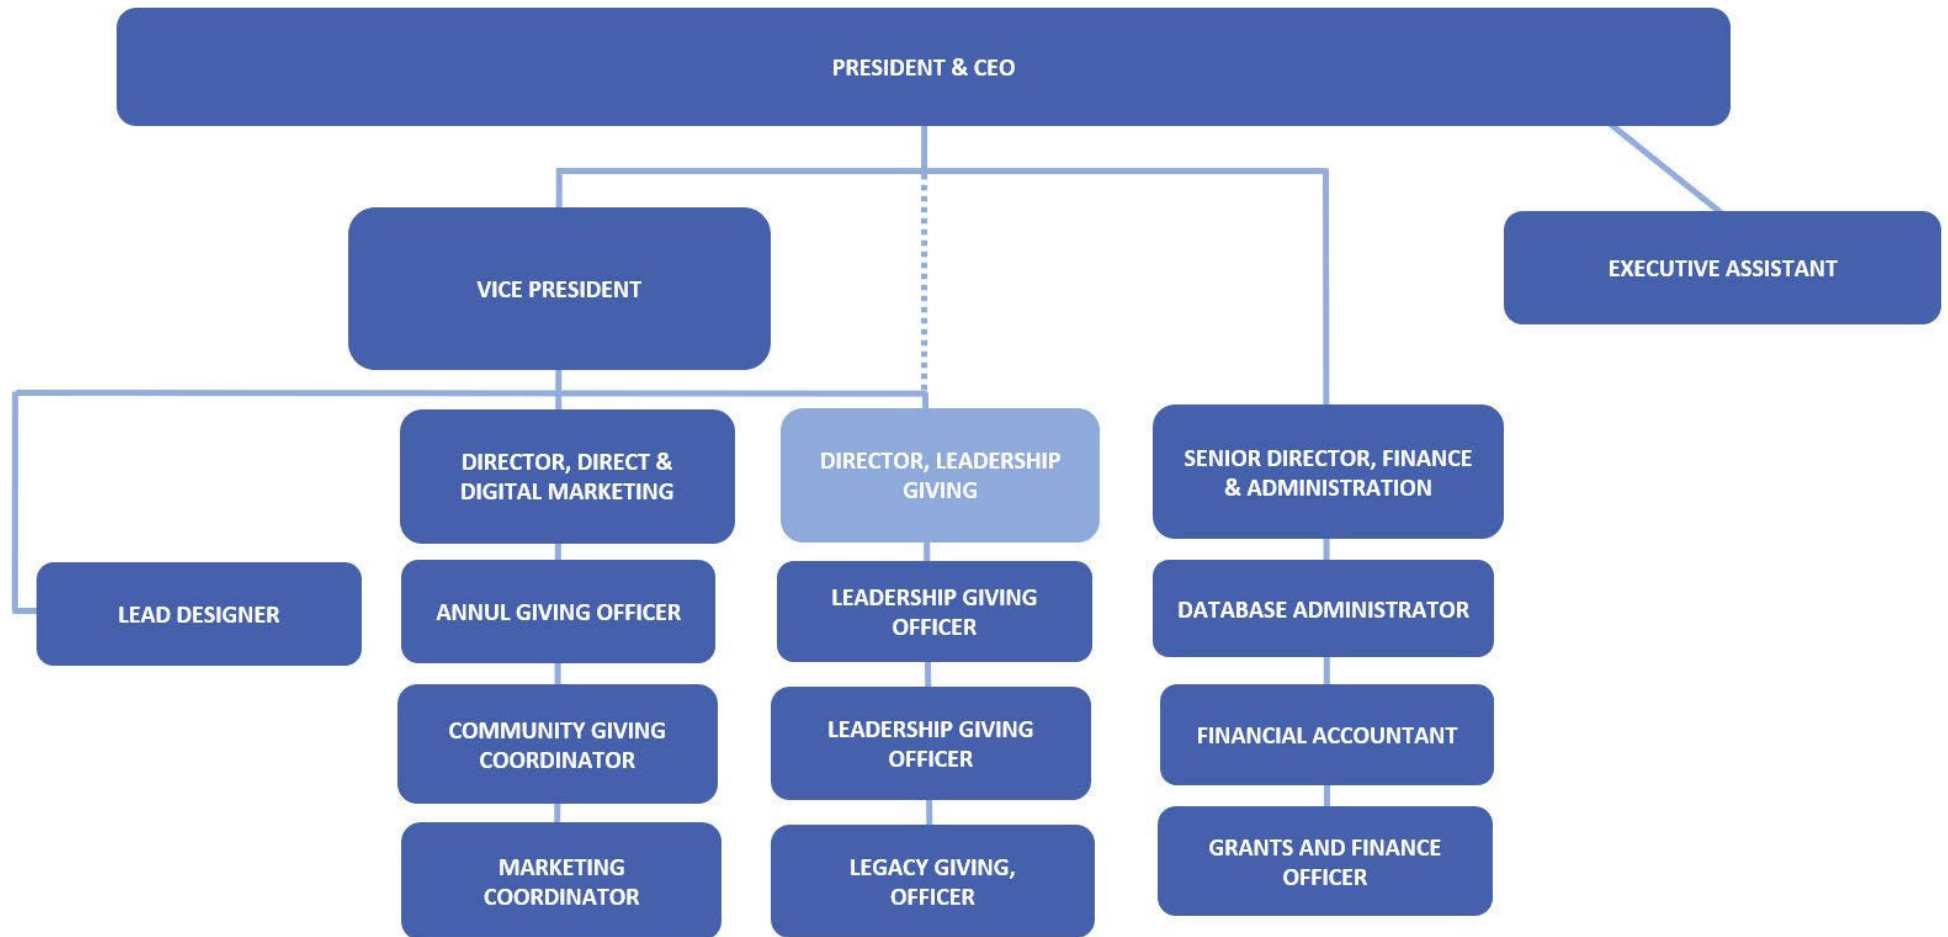 PRESIDENT & CEO
VICE PRESIDENT
EXECUTIVE ASSISTANT
DIRECTOR, DIRECT &
DIGITAL MARKETING
DIRECTOR, LEADERSHIP
GIVING
SENIOR DIRECTOR, FINANCE
& ADMINISTRATION
LEAD DESIGNER
ANNUL GIVING OFFICER
LEADERSHIP GIVING
OFFICER
DATABASE ADMINISTRATOR
COMMUNITY GIVING
COORDINATOR
LEADERSHIP GIVING
OFFICER
FINANCIAL ACCOUNTANT
MARKETING
COORDINATOR
LEGACY GIVING,
OFFICER
GRANTS AND FINANCE
OFFICER